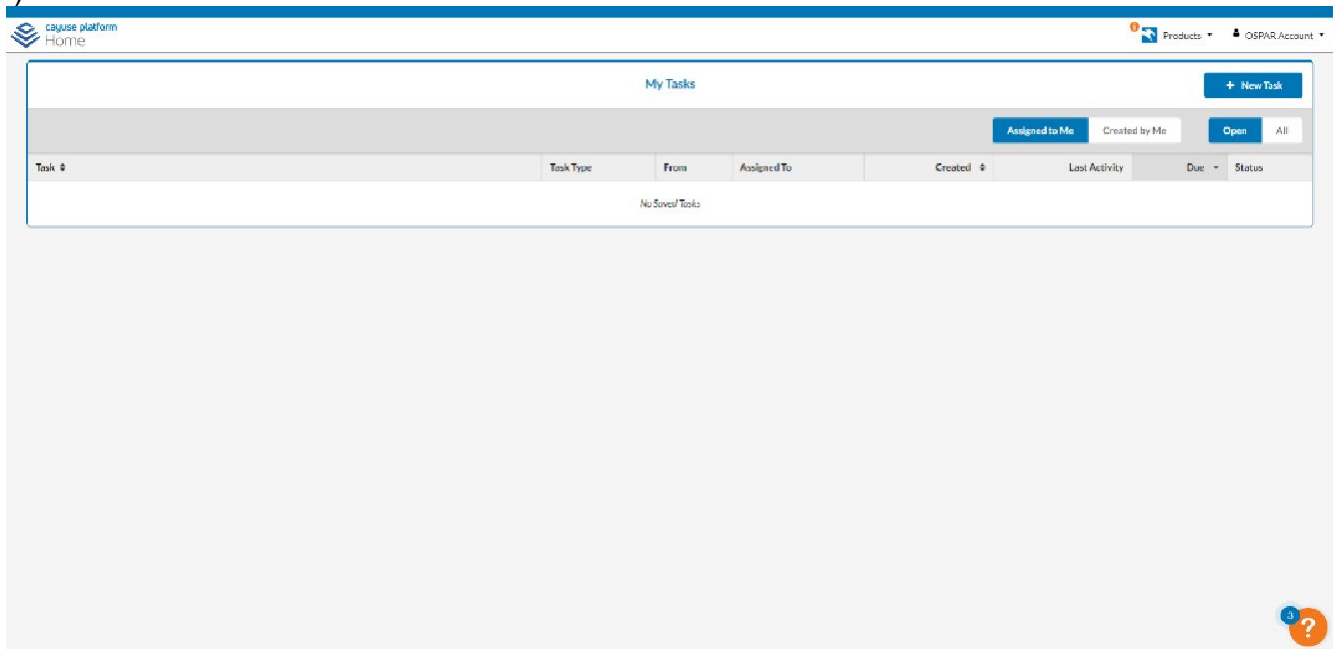 )
cayuse platform
Home
Products
OSPAR Account
My Tasks
+ New Task
Assigned to Me
Created by Me
Open
All
Task
Task Type
From
Assigned To
Created
Last Activity
Due
Status
No Saved Tasks
3
?